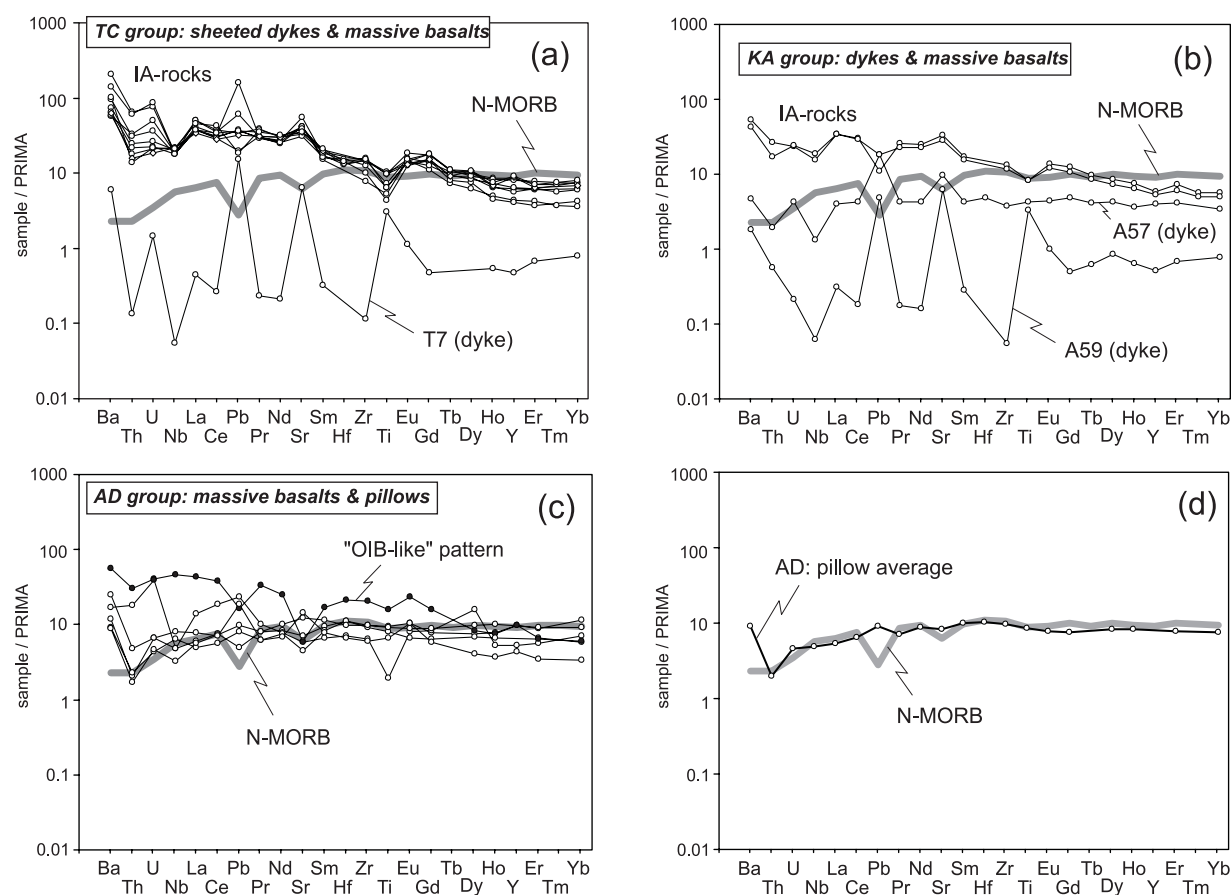 TC group: sheeted dykes & massive basalts
(a)
IA-rocks
N-MORB
T7 (dyke)
sample / PRIMA
1000
100
10
1
0.1
0.01
Ba U La Pb Nd Sm Zr Eu Tb Ho Er Yb
Th Nb Ce Pr Sr Hf Ti Gd Dy Y Tm
KA group: dykes & massive basalts
(b)
IA-rocks
N-MORB
A57 (dyke)
A59 (dyke)
sample / PRIMA
1000
100
10
1
0.1
0.01
Ba U La Pb Nd Sm Zr Eu Tb Ho Er Yb
Th Nb Ce Pr Sr Hf Ti Gd Dy Y Tm
AD group: massive basalts & pillows
(c)
"OIB-like" pattern
N-MORB
sample / PRIMA
1000
100
10
1
0.1
0.01
Ba U La Pb Nd Sm Zr Eu Tb Ho Er Yb
Th Nb Ce Pr Sr Hf Ti Gd Dy Y Tm
(d)
AD: pillow average
N-MORB
sample / PRIMA
1000
100
10
1
0.1
0.01
Ba U La Pb Nd Sm Zr Eu Tb Ho Er Yb
Th Nb Ce Pr Sr Hf Ti Gd Dy Y Tm